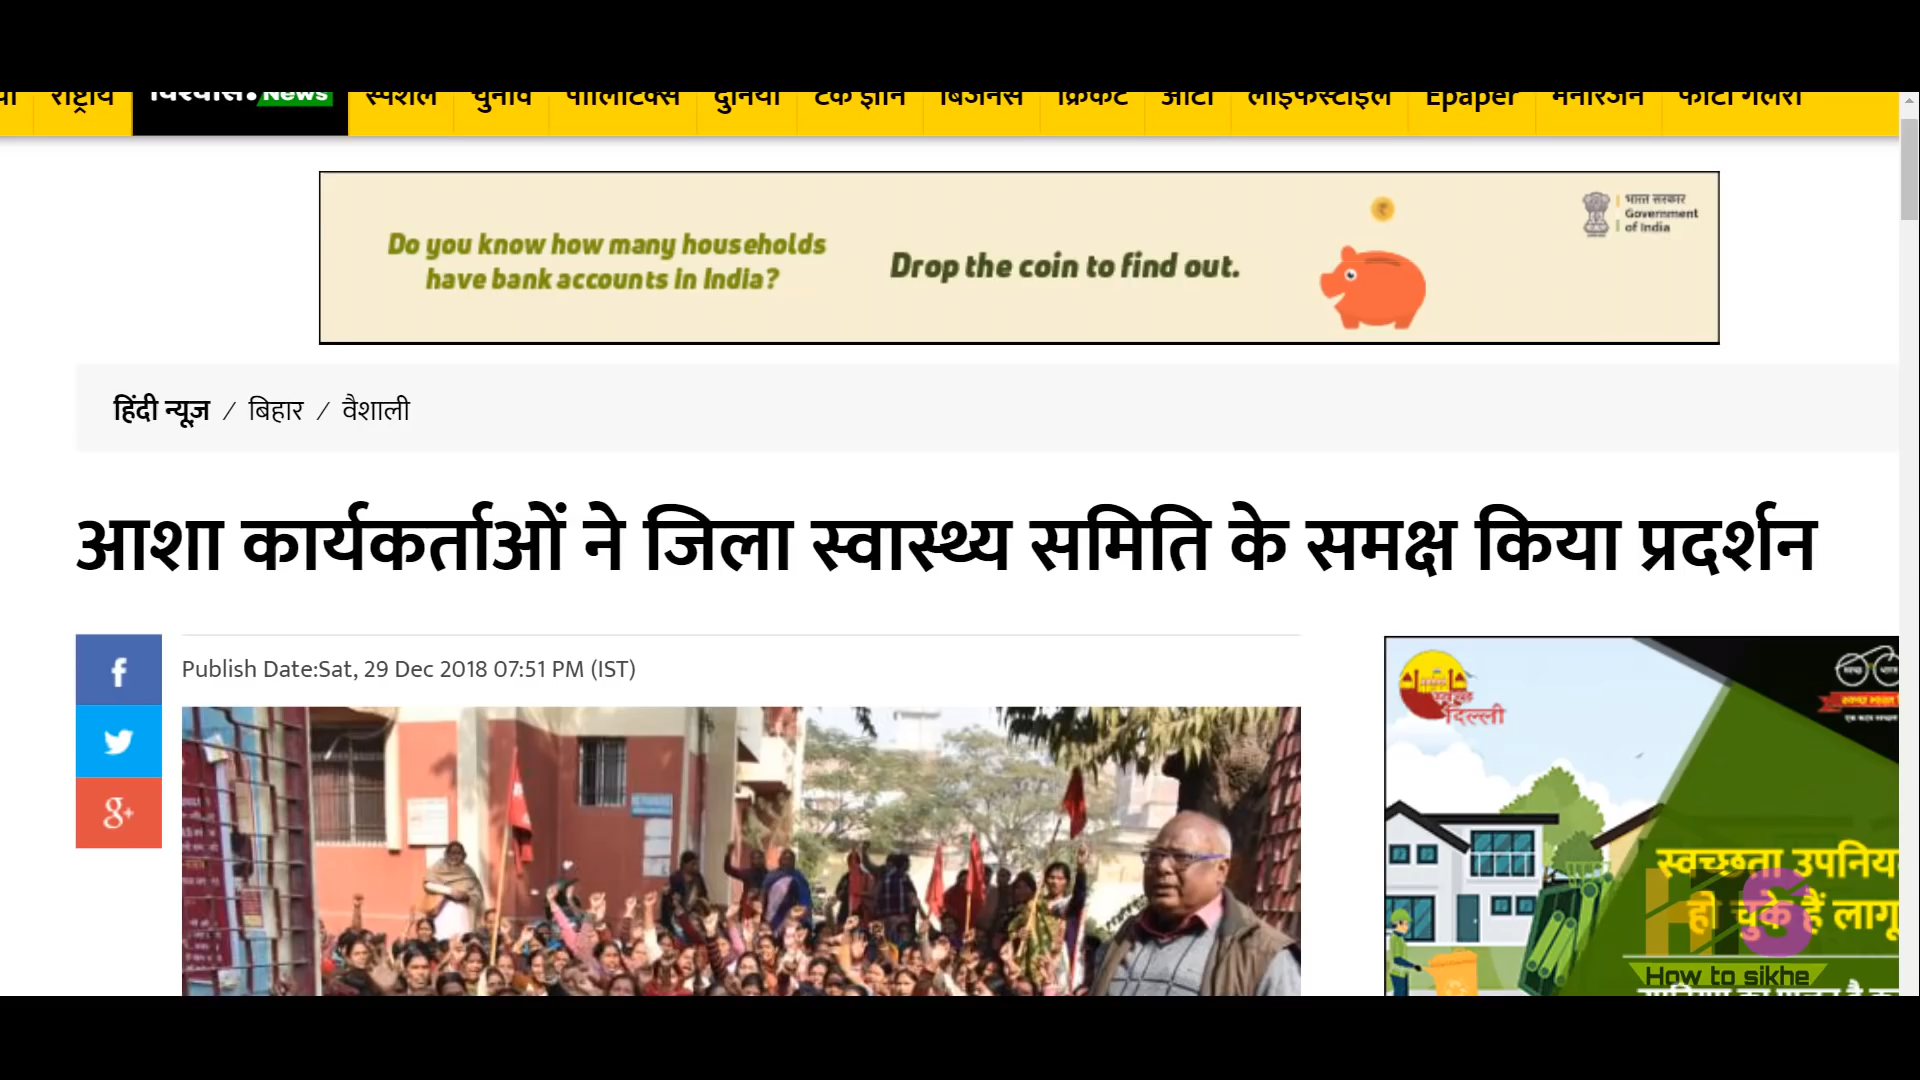 राष्ट्रीय
विश्वास. News
स्पेशल
चुनाव
पॉलिटिक्स
दुनिया
टेक ज्ञान
बिजनेस
क्रिकेट
ऑटो
लाइफस्टाइल
Epaper
मनोरंजन
फोटो गैलरी
Do you know how many households
have bank accounts in India?
Drop the coin to find out.
भारत सरकार
Government
of India
हिंदी न्यूज़ / बिहार / वैशाली
आशा कार्यकर्ताओं ने जिला स्वास्थ्य समिति के समक्ष किया प्रदर्शन
f
g+
Publish Date:Sat, 29 Dec 2018 07:51 PM (IST)
दिल्ली
स्वच्छता
हो चुके हैं लागू
HS
How to sikhe